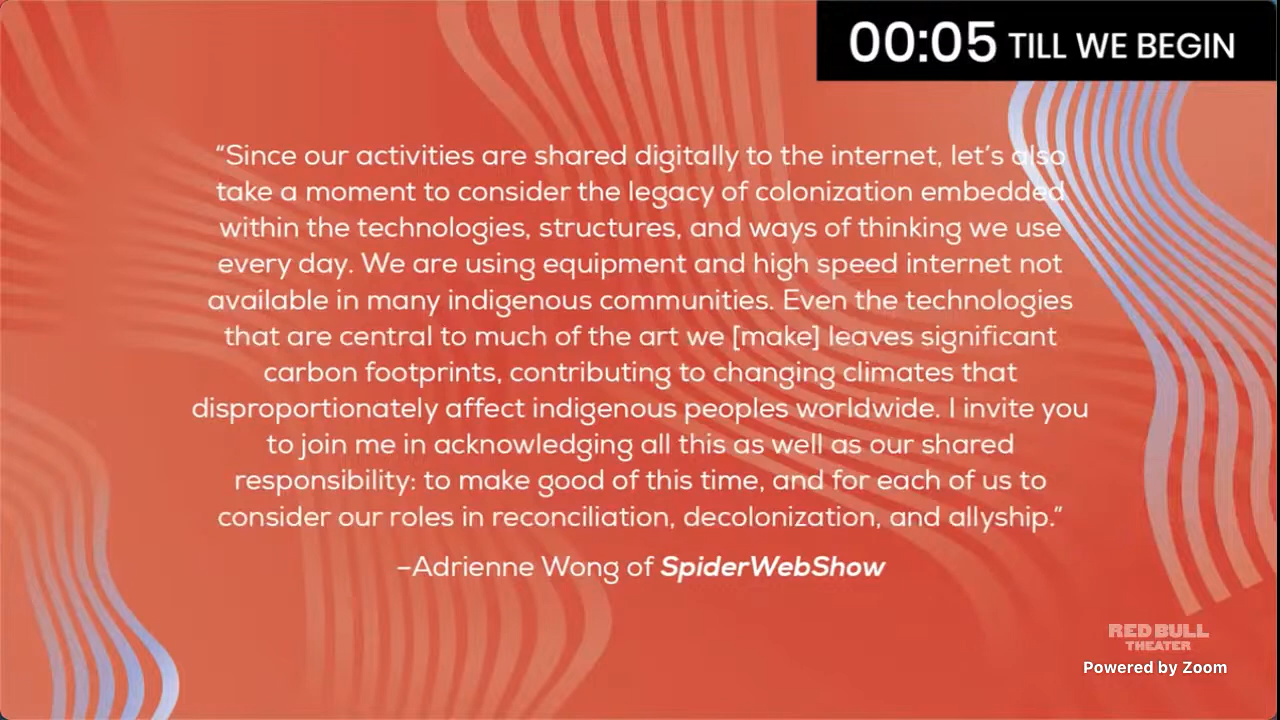 00:05 TILL WE BEGIN
“Since our activities are shared digitally to the internet, let’s also
take a moment to consider the legacy of colonization embedded
within the technologies, structures, and ways of thinking we use
every day. We are using equipment and high speed internet not
available in many indigenous communities. Even the technologies
that are central to much of the art we [make] leaves significant
carbon footprints, contributing to changing climates that
disproportionately affect indigenous peoples worldwide. I invite you
to join me in acknowledging all this as well as our shared
responsibility: to make good of this time, and for each of us to
consider our roles in reconciliation, decolonization, and allyship.”
–Adrienne Wong of SpiderWebShow
RED BULL
THEATER
Powered by Zoom